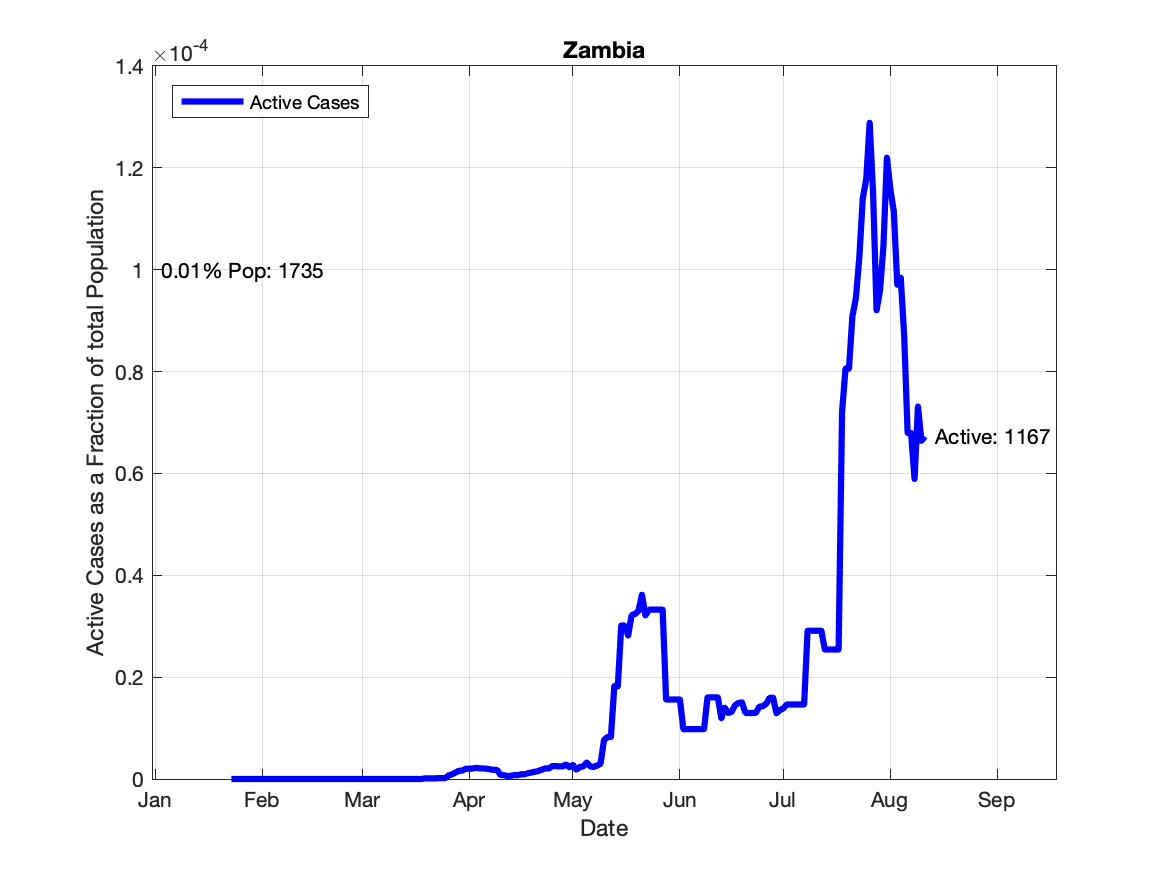 Zambia
×10-4
1.4
Active Cases
1.2
1
0.01% Pop: 1735
0.8
Active: 1167
0.6
0.4
0.2
0
Active Cases as a Fraction of total Population
Jan Feb Mar Apr May Jun Jul Aug Sep
Date